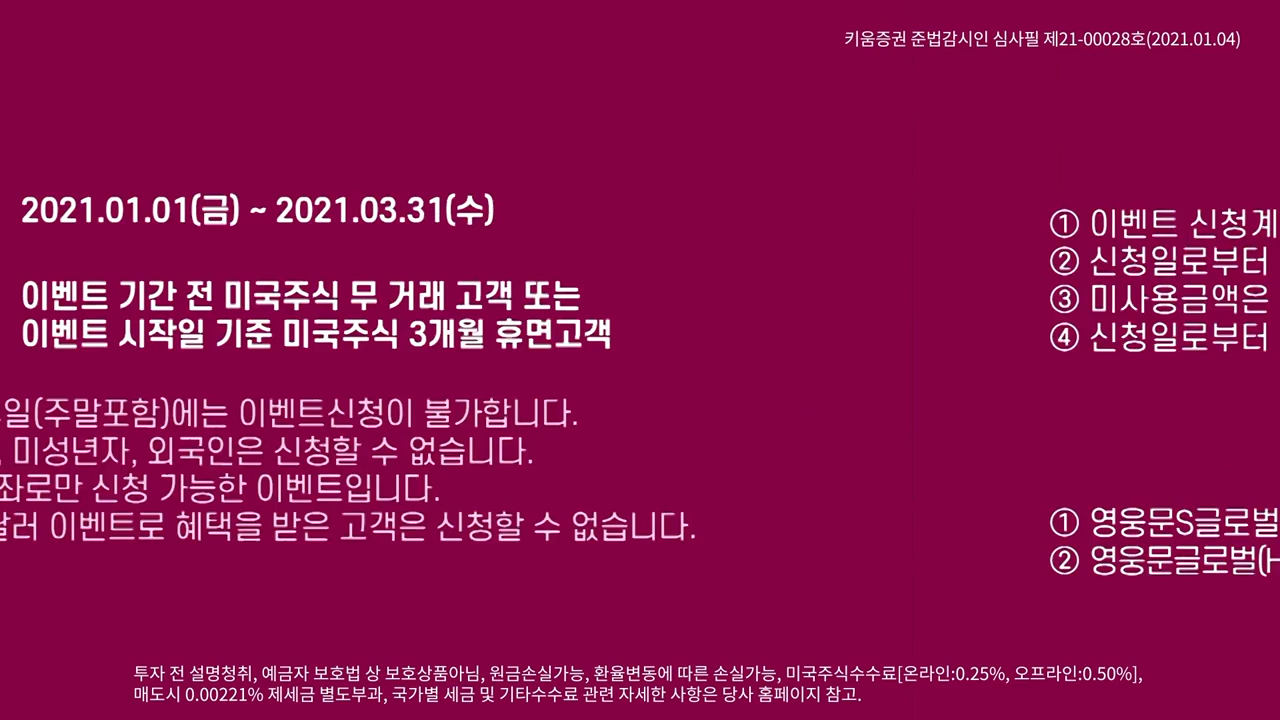 키움증권 준법감시인 심사필 제21-00028호(2021.01.04)
2021.01.01(금) ~ 2021.03.31(수)
이벤트 기간 전 미국주식 무 거래 고객 또는
이벤트 시작일 기준 미국주식 3개월 휴면고객
일(주말포함)에는 이벤트신청이 불가합니다.
, 미성년자, 외국인은 신청할 수 없습니다.
좌로만 신청 가능한 이벤트입니다.
달러 이벤트로 혜택을 받은 고객은 신청할 수 없습니다.
① 이벤트 신청계
② 신청일로부터
③ 미사용금액은
④ 신청일로부터
① 영웅문S글로벌
② 영웅문글로벌(H
투자 전 설명청취, 예금자 보호법 상 보호상품아님, 원금손실가능, 환율변동에 따른 손실가능, 미국주식수수료[온라인:0.25%, 오프라인:0.50%],
매도시 0.00221% 제세금 별도부과, 국가별 세금 및 기타수수료 관련 자세한 사항은 당사 홈페이지 참고.